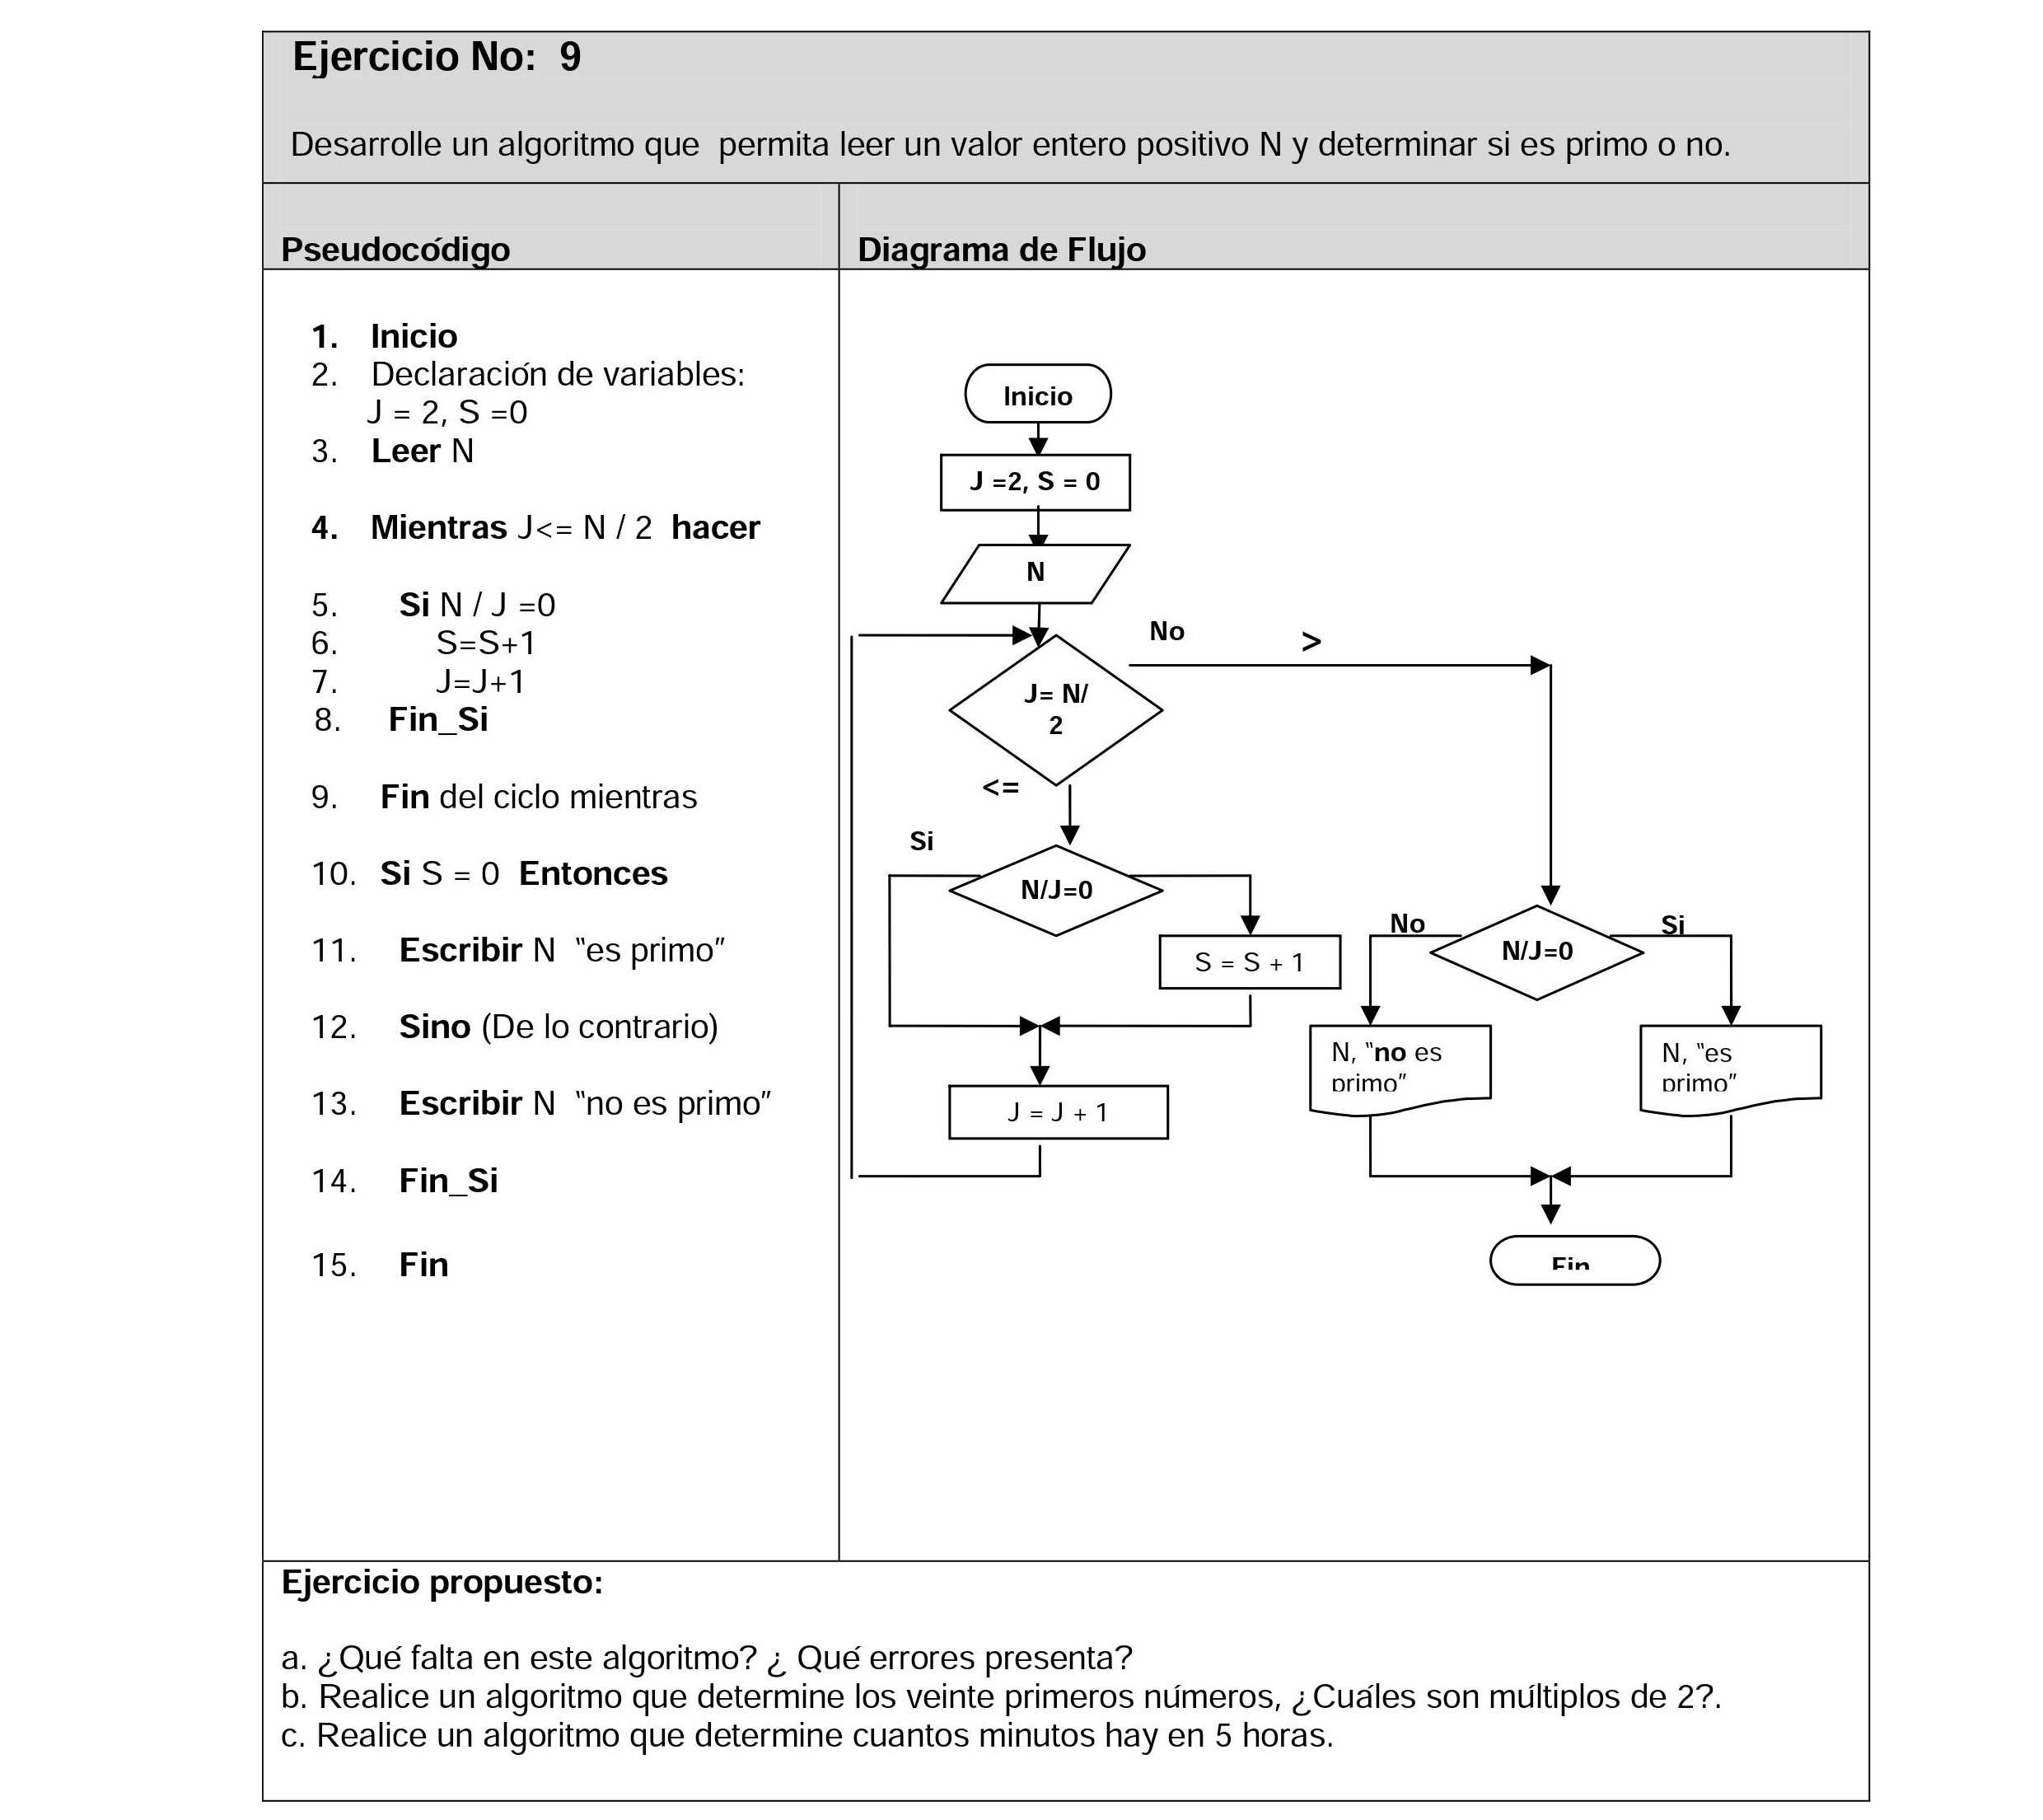 Ejercicio No:  9
Desarrolle un algoritmo que  permita leer un valor entero positivo N y determinar si es primo o no.
Pseudocódigo
Diagrama de Flujo
1. Inicio
2. Declaración de variables:
J = 2, S =0
3. Leer N
4. Mientras J<= N / 2  hacer
5. Si N / J =0
6. S=S+1
7. J=J+1
8. Fin_Si
9. Fin del ciclo mientras
10. Si S = 0  Entonces
11. Escribir N  “es primo”
12. Sino (De lo contrario)
13. Escribir N  “no es primo”
14. Fin_Si
15. Fin
Inicio
J =2, S = 0
N
No
>
J= N/
2
<=
Si
N/J=0
S = S + 1
J = J + 1
No
Si
N/J=0
N, “no es
primo”
N, “es
primo”
Fin
Ejercicio propuesto:
a. ¿Qué falta en este algoritmo? ¿ Qué errores presenta?
b. Realice un algoritmo que determine los veinte primeros números, ¿Cuáles son múltiplos de 2?.
c. Realice un algoritmo que determine cuantos minutos hay en 5 horas.